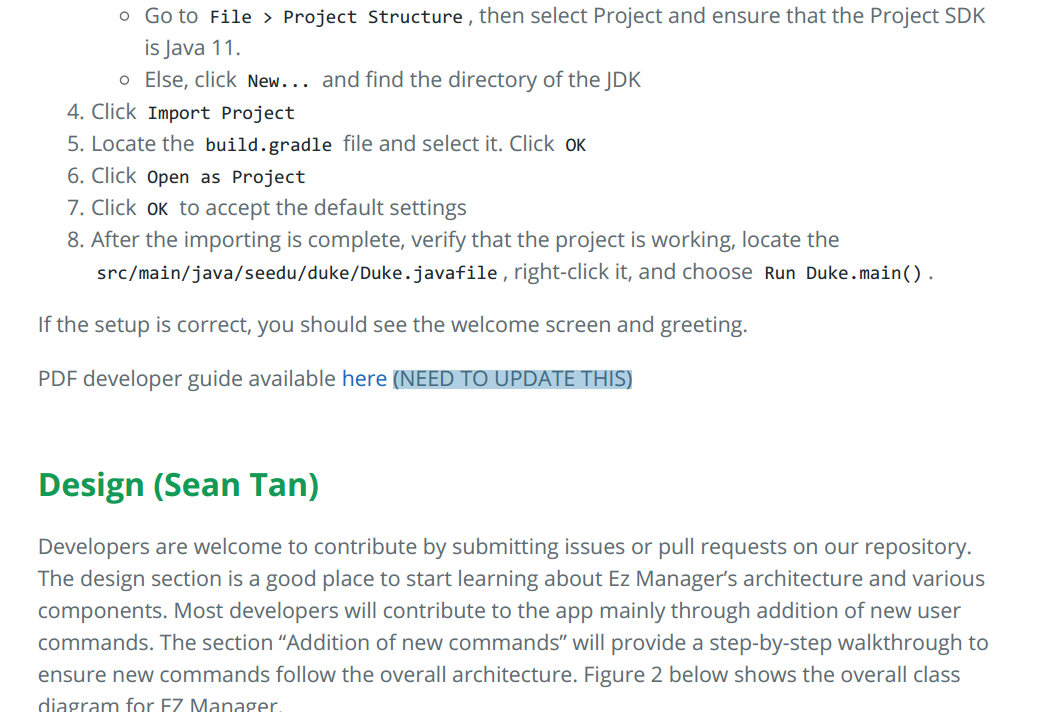 Go to File > Project Structure , then select Project and ensure that the Project SDK
is Java 11.
Else, click New... and find the directory of the JDK
4. Click Import Project
5. Locate the build.gradle file and select it. Click OK
6. Click Open as Project
7. Click OK to accept the default settings
8. After the importing is complete, verify that the project is working, locate the
src/main/java/seedu/duke/Duke.javafile , right-click it, and choose Run Duke.main() .
If the setup is correct, you should see the welcome screen and greeting.
PDF developer guide available here (NEED TO UPDATE THIS)
Design (Sean Tan)
Developers are welcome to contribute by submitting issues or pull requests on our repository.
The design section is a good place to start learning about Ez Manager’s architecture and various
components. Most developers will contribute to the app mainly through addition of new user
commands. The section “Addition of new commands” will provide a step-by-step walkthrough to
ensure new commands follow the overall architecture. Figure 2 below shows the overall class
diagram for EZ Manager.